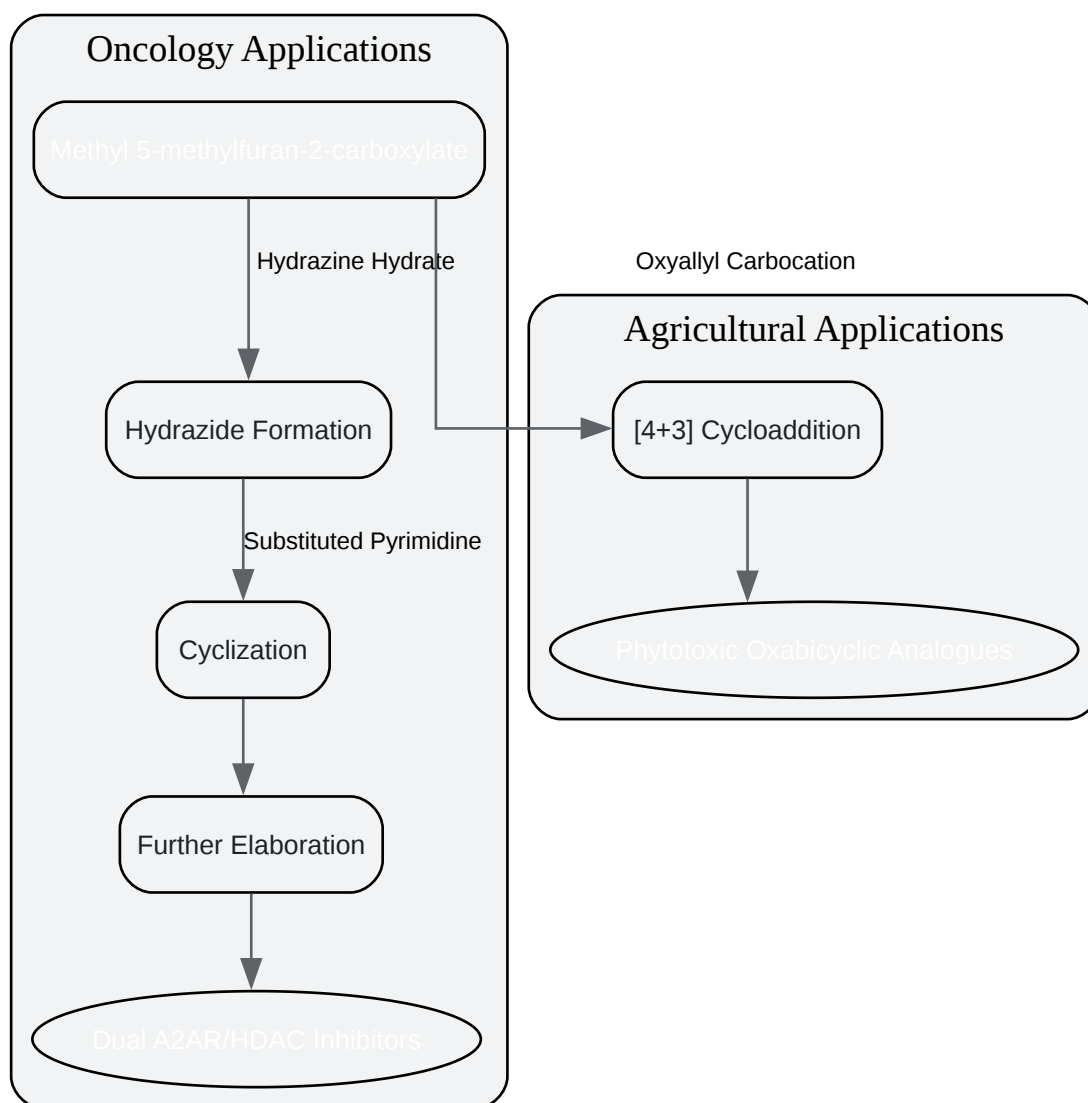 Oncology Applications
Methyl 5-methylfuran-2-carboxylate
Hydrazine Hydrate
Oxyallyl Carbocation
Agricultural Applications
Hydrazide Formation
[4+3] Cycloaddition
Substituted Pyrimidine
Cyclization
Phytotoxic Oxabicyclic Analogues
Further Elaboration
Dual A2AR/HDAC Inhibitors